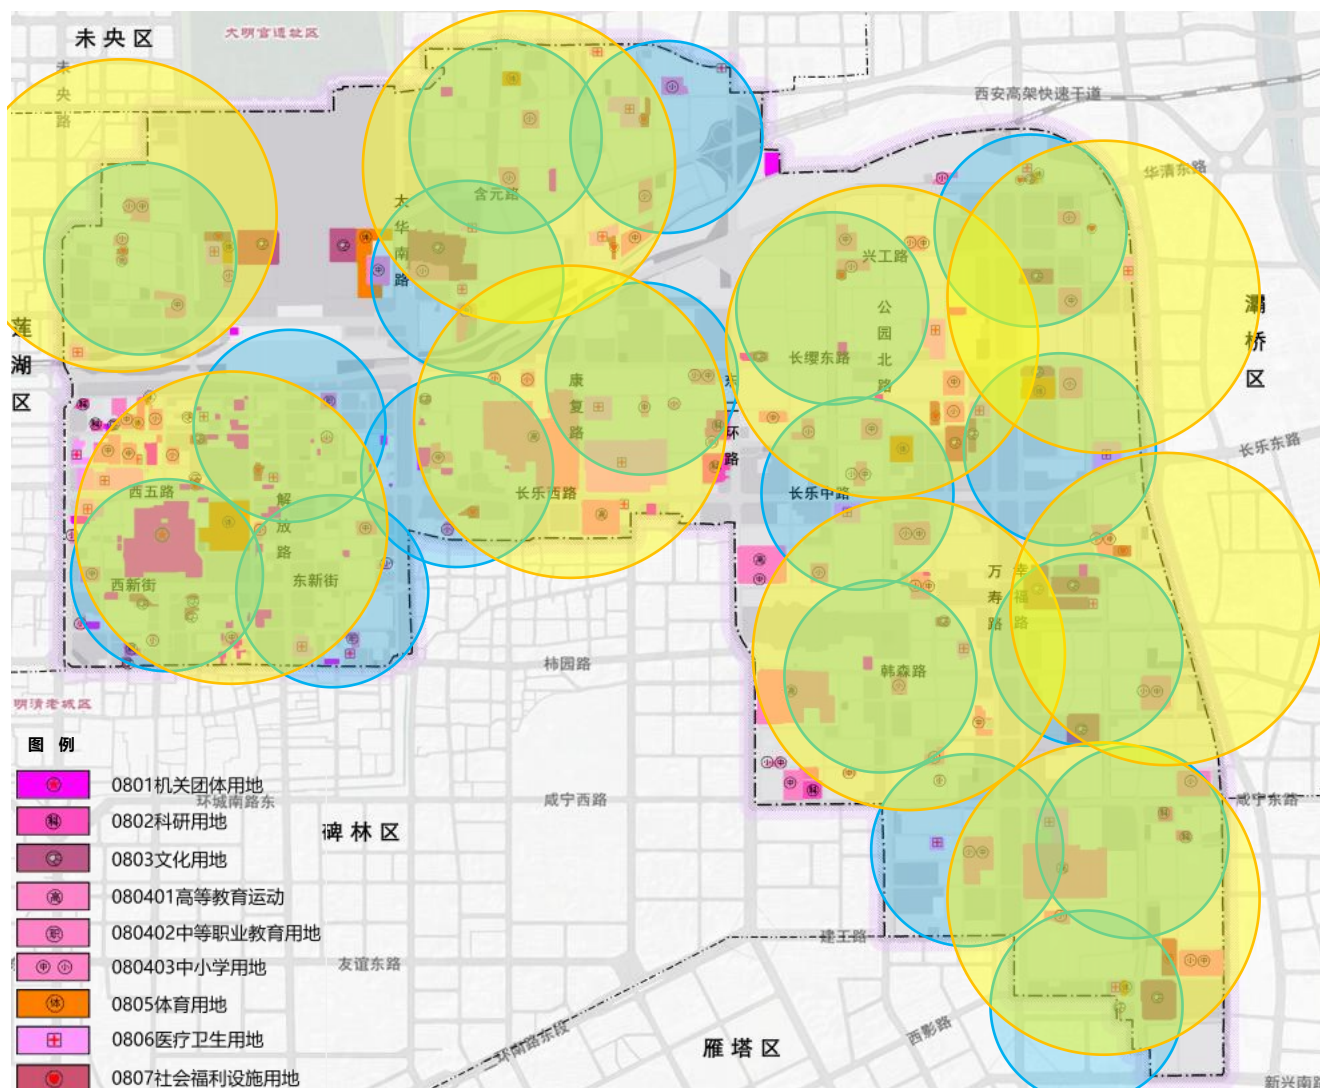 未央区
大明宫遗址区
未央路
西安高架快速干道
华清东路
含元路
太华南路
兴工路
公园北路
灞桥区
莲湖区
长缨东路
康复路
东二环路
长乐东路
西五路
解放路
长乐西路
长乐中路
西新街
东新街
万寿路
幸福路
柿园路
韩森路
明清老城区
图 例
0801机关团体用地
环城南路东
咸宁西路
咸宁东路
科 0802科研用地
碑林区
0803文化用地
高 080401高等教育运动
职 080402中等职业教育用地
建工路
中 小 080403中小学用地
友谊东路
体 0805体育用地
西影路
0806医疗卫生用地
环南路东段
雁塔区
0807社会福利设施用地
新兴南路